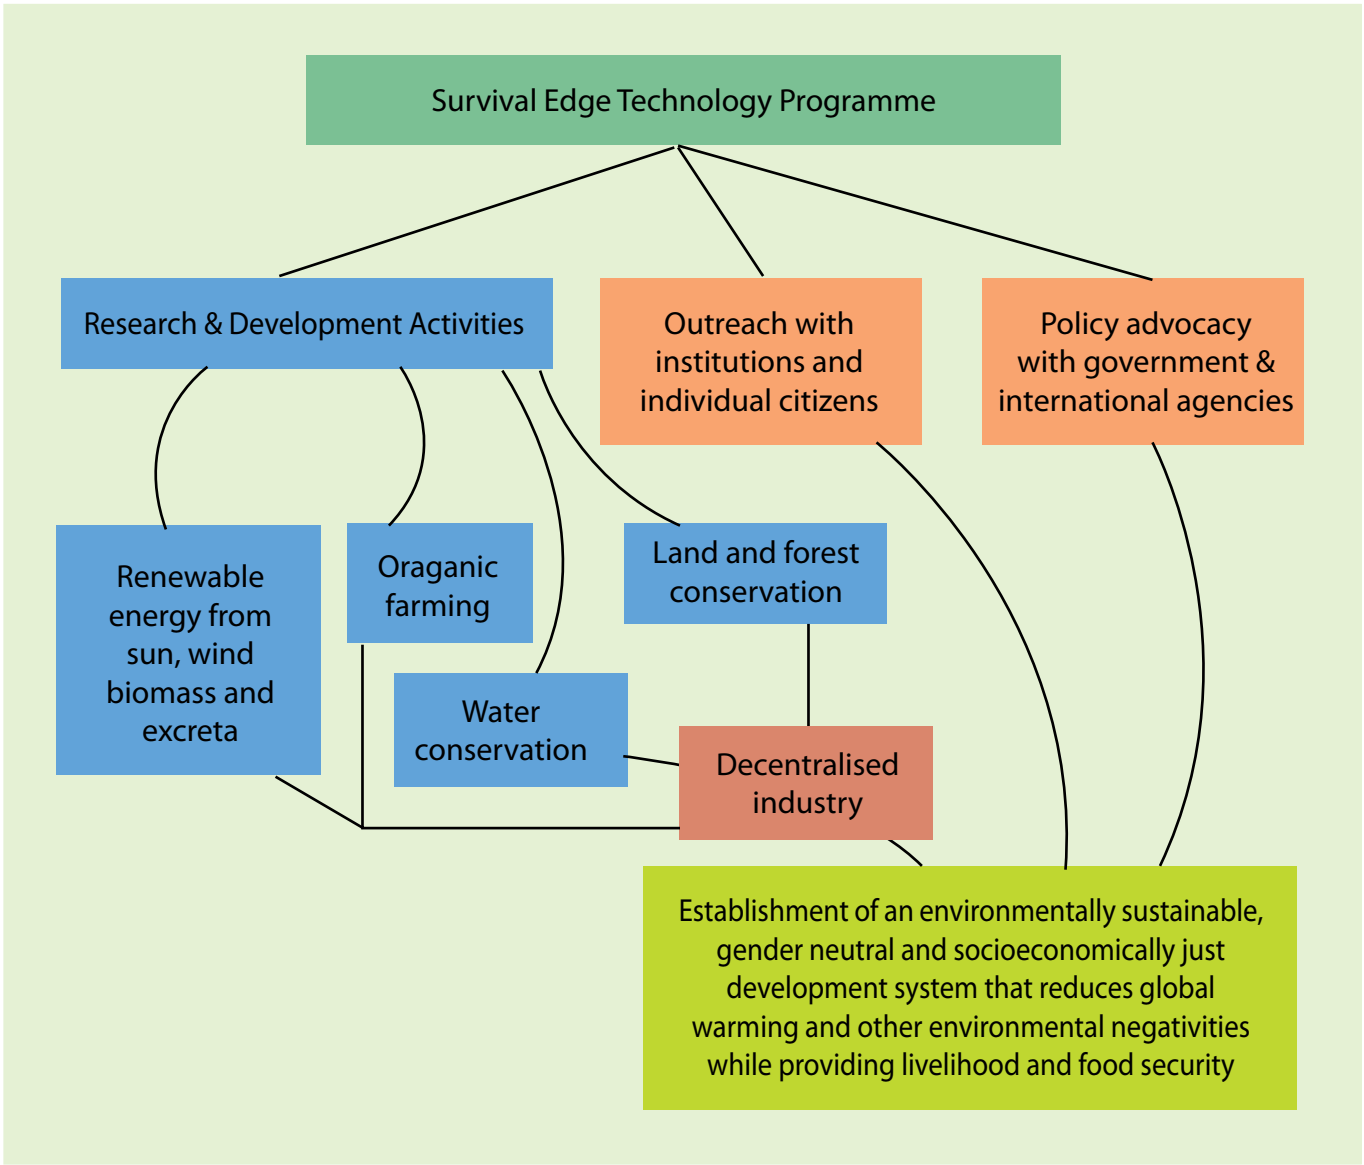 Survival Edge Technology Programme
Research & Development Activities
Outreach with
institutions and
individual citizens
Policy advocacy
with government &
international agencies
Renewable
energy from
sun, wind
biomass and
excreta
Oraganic
farming
Land and forest
conservation
Water
conservation
Decentralised
industry
Establishment of an environmentally sustainable,
gender neutral and socioeconomically just
development system that reduces global
warming and other environmental negativities
while providing livelihood and food security